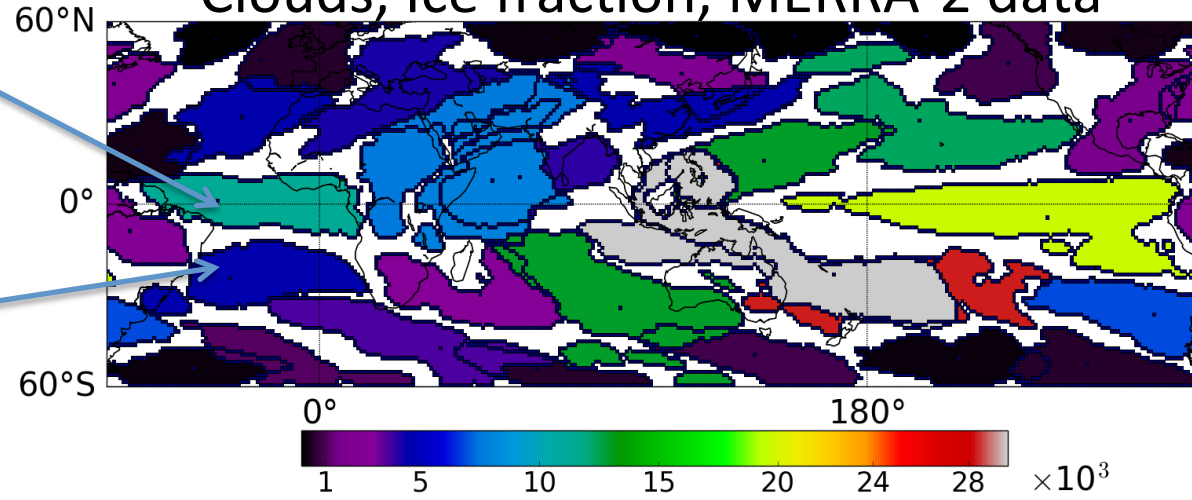 Clouds, ice fraction, MERRA-2 data
60°N
0°
60°S
0° 180°
1 5 10 15 20 24 28 ×10³